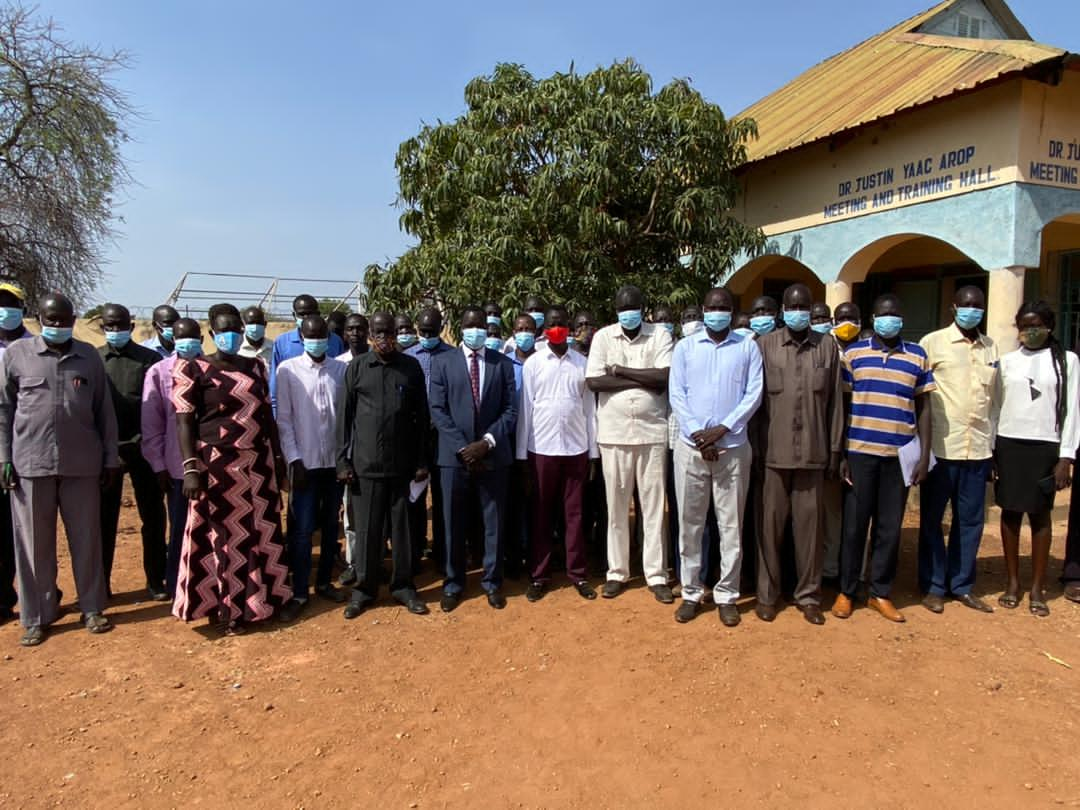 DR. JUSTIN YAAC AROP
MEETING AND TRAINING HALL
DR. JU
MEETING